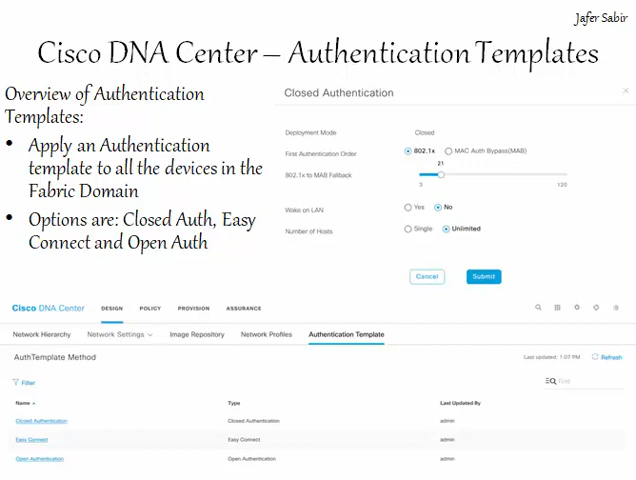 Jafer Sabir
Cisco DNA Center – Authentication Templates
Overview of Authentication
Templates:
• Apply an Authentication
template to all the devices in the
Fabric Domain
• Options are: Closed Auth, Easy
Connect and Open Auth
Closed Authentication
Deployment Mode Closed
First Authentication Order 802.1x MAC Auth Bypass(MAB)
21
802.1x to MAB Fallback
3 120
Wake on LAN Yes No
Number of Hosts Single Unlimited
Cancel Submit
Cisco DNA Center DESIGN POLICY PROVISION ASSURANCE
Network Hierarchy Network Settings Image Repository Network Profiles Authentication Template
AuthTemplate Method Last updated: 1:07 PM Refresh
Filter Find
Name Type Last Updated By
Closed Authentication Closed Authentication admin
Easy Connect Easy Connect admin
Open Authentication Open Authentication admin